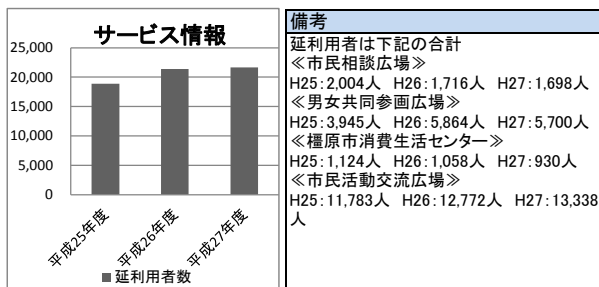 サービス情報
25,000
20,000
15,000
10,000
5,000
0
平成25年度
平成26年度
平成27年度
延利用者数
備考
延利用者は下記の合計
≪市民相談広場≫
H25:2,004人 H26:1,716人 H27:1,698人
≪男女共同参画広場≫
H25:3,945人 H26:5,864人 H27:5,700人
≪橿原市消費生活センター≫
H25:1,124人 H26:1,058人 H27:930人
≪市民活動交流広場≫
H25:11,783人 H26:12,772人 H27:13,338
人